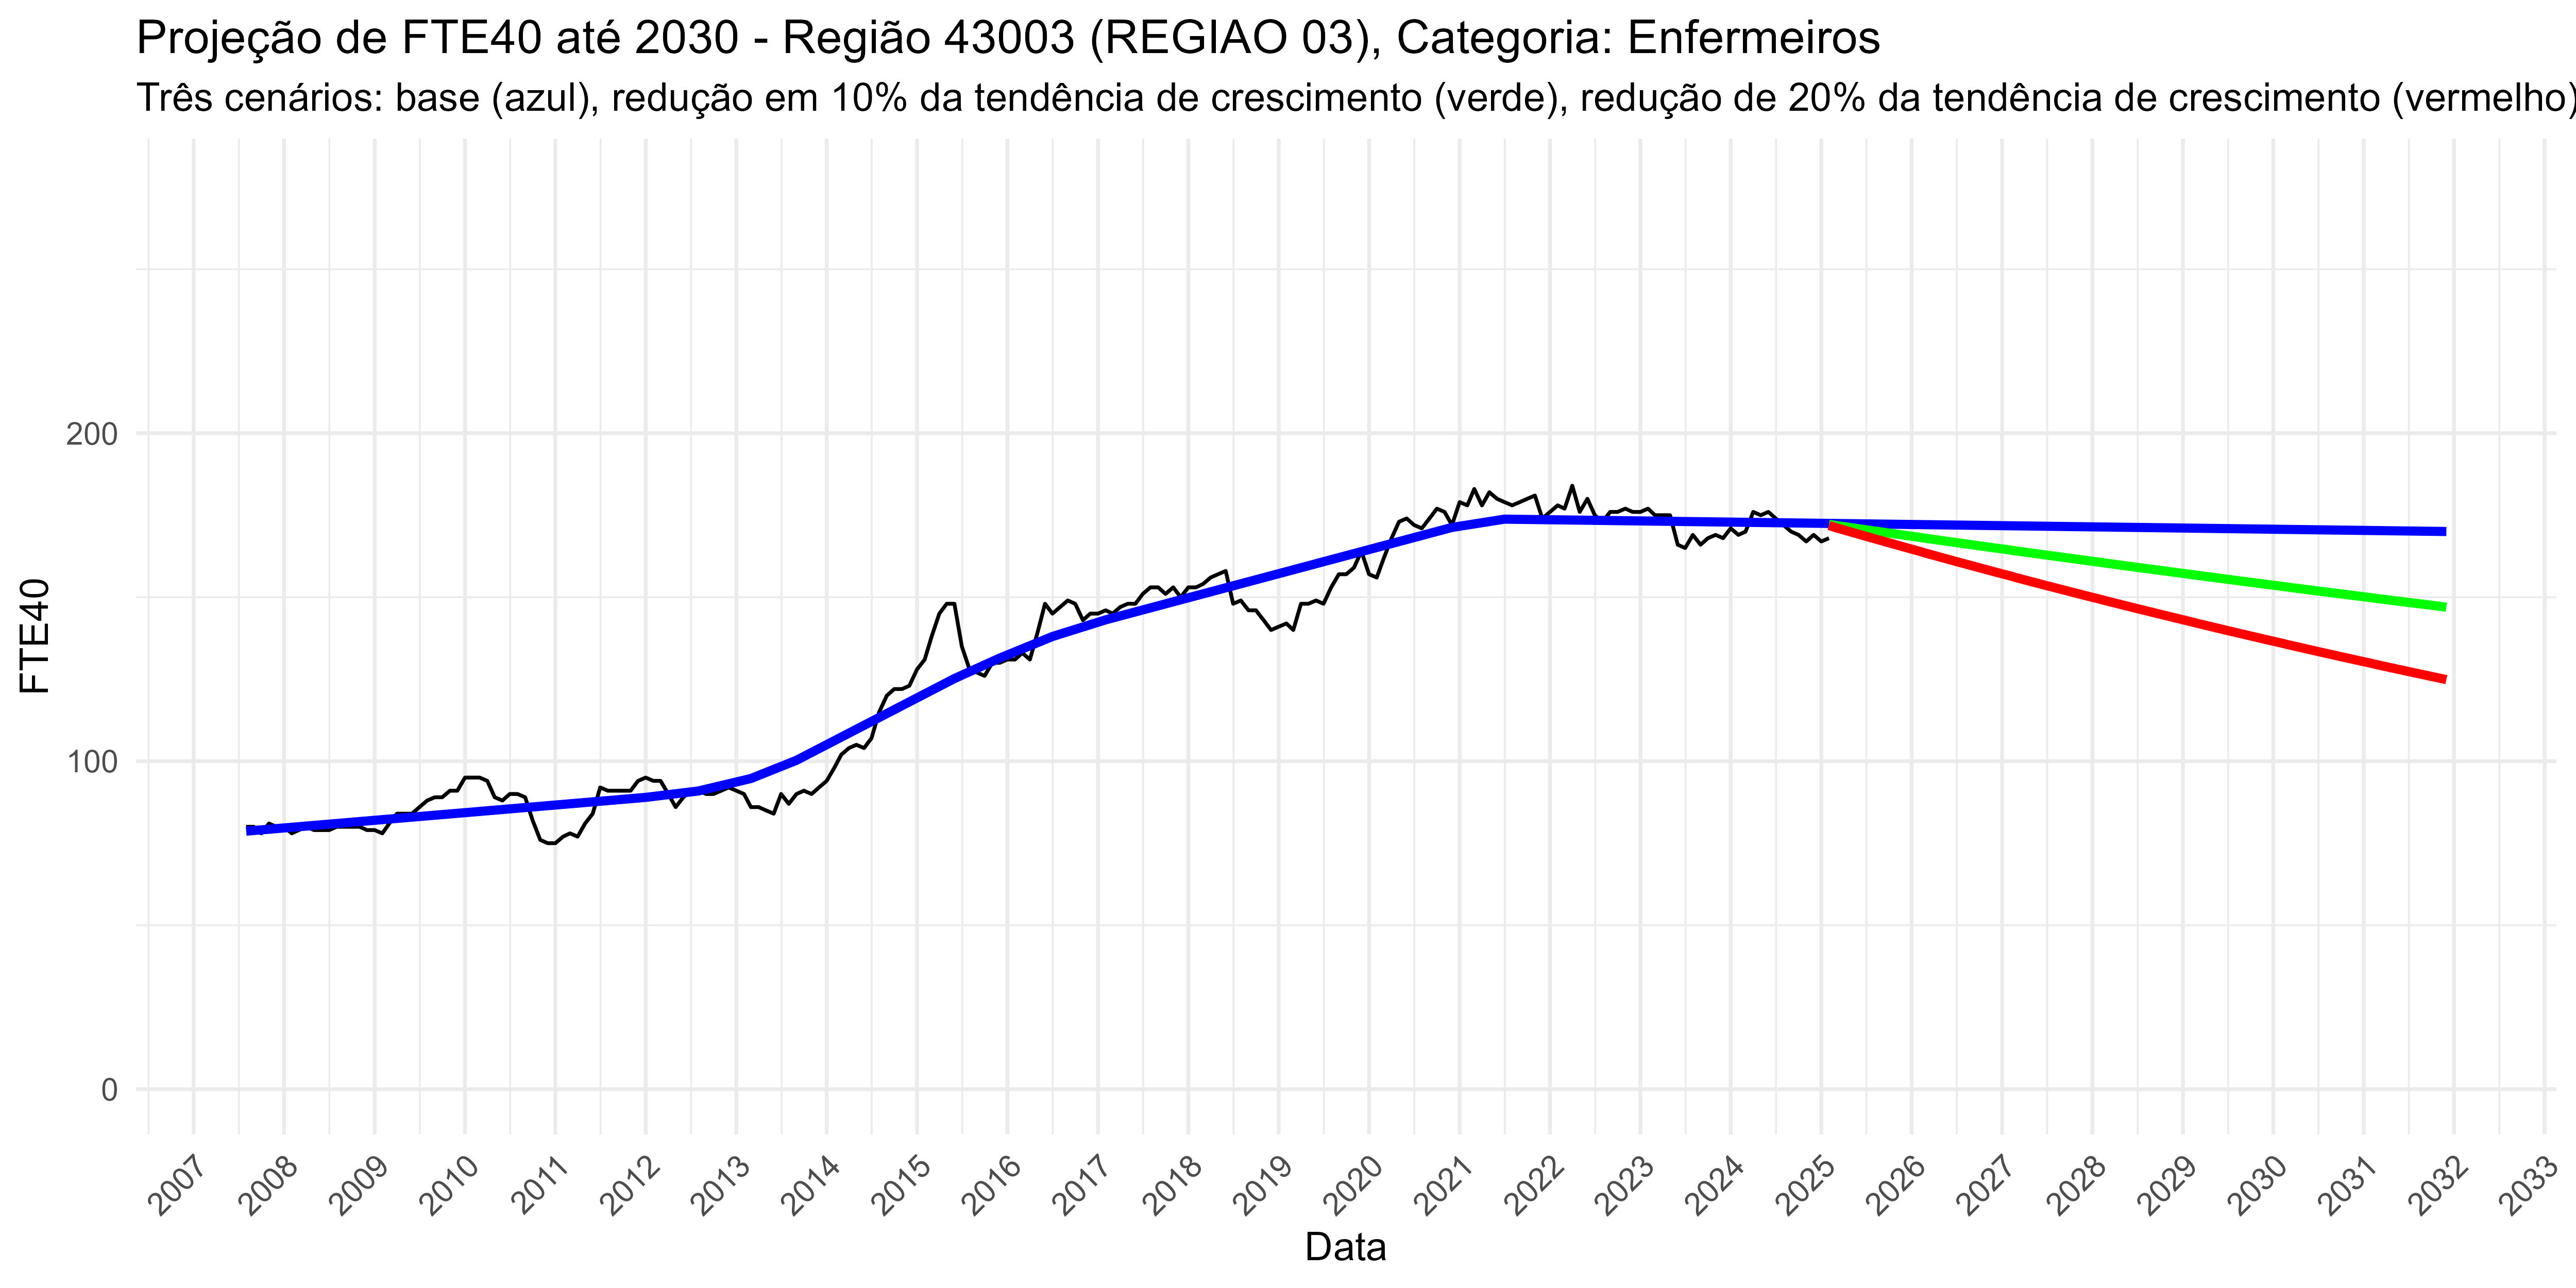 Projeção de FTE40 até 2030 - Região 43003 (REGIAO 03), Categoria: Enfermeiros
Três cenários: base (azul), redução em 10% da tendência de crescimento (verde), redução de 20% da tendência de crescimento (vermelho)
FTE40
200
100
0
2007 2008 2009 2010 2011 2012 2013 2014 2015 2016 2017 2018 2019 2020 2021 2022 2023 2024 2025 2026 2027 2028 2029 2030 2031 2032 2033
Data